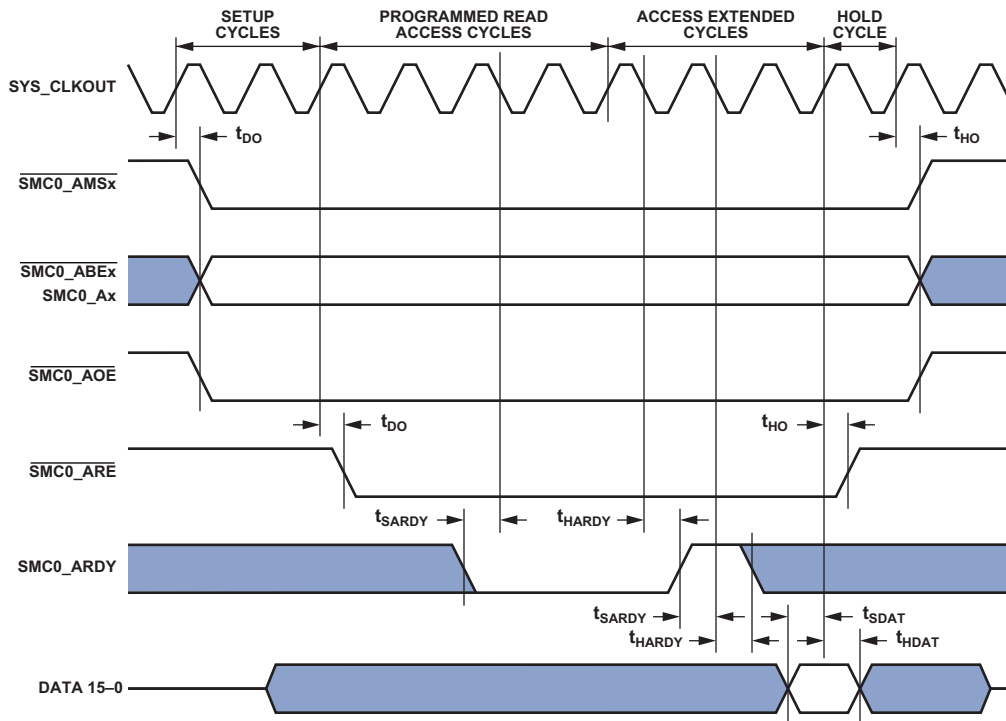 SETUP
CYCLES
PROGRAMMED READ
ACCESS CYCLES
ACCESS EXTENDED
CYCLES
HOLD
CYCLE
SYS_CLKOUT
tDO
tHO
SMC0_AMSx
SMC0_ABEx
SMC0_Ax
SMC0_AOE
tDO
tHO
SMC0_ARE
tSARDY
tHARDY
SMC0_ARDY
tSARDY
tSDAT
tHARDY
tHDAT
DATA 15–0